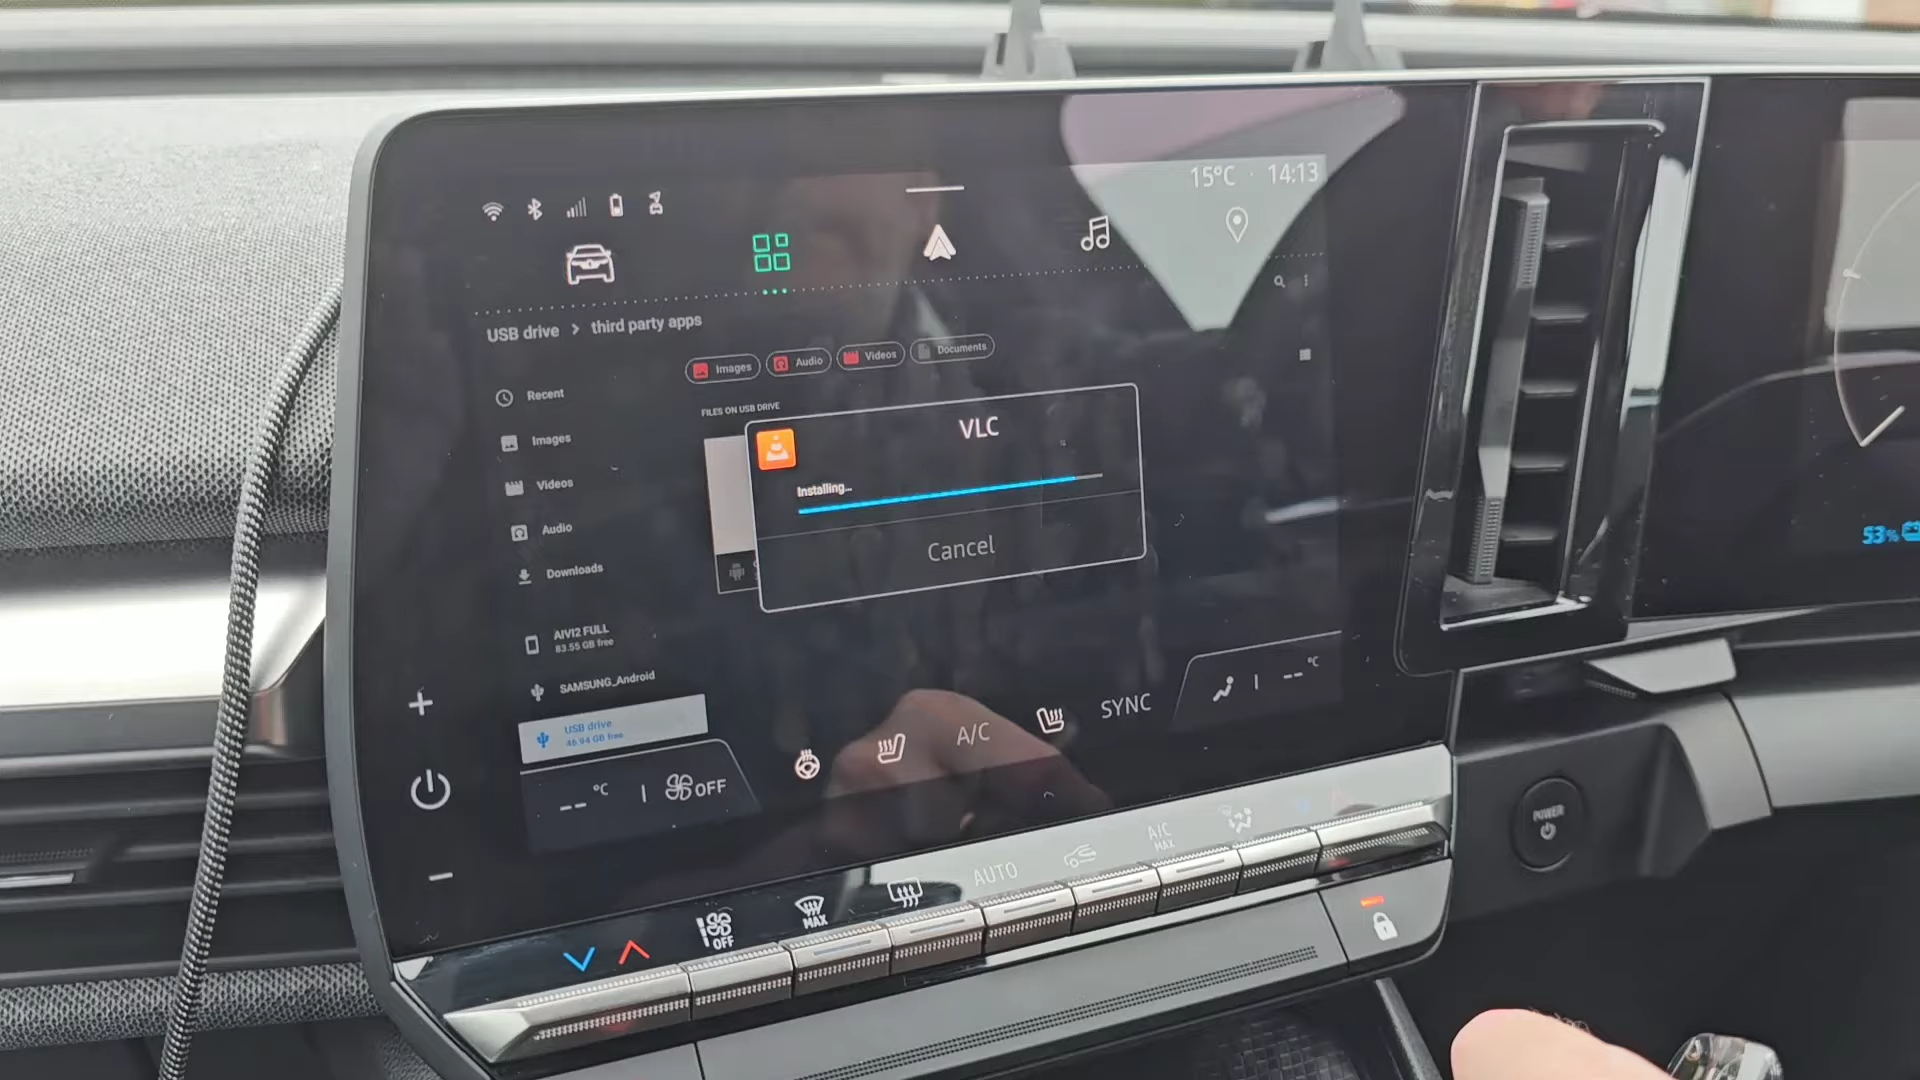 15°C · 14:13
USB drive > third party apps
Images
Audio
Videos
Documents
Recent
Images
Videos
Audio
Downloads
AIVI2 FULL
83.55 GB free
SAMSUNG_Android
USB drive
46.94 GB free
FILES ON USB DRIVE
VLC
Installing...
Cancel
53%
-- °C
OFF
A/C
SYNC
-- °C
OFF
MAX
AUTO
A/C
MAX
POWER